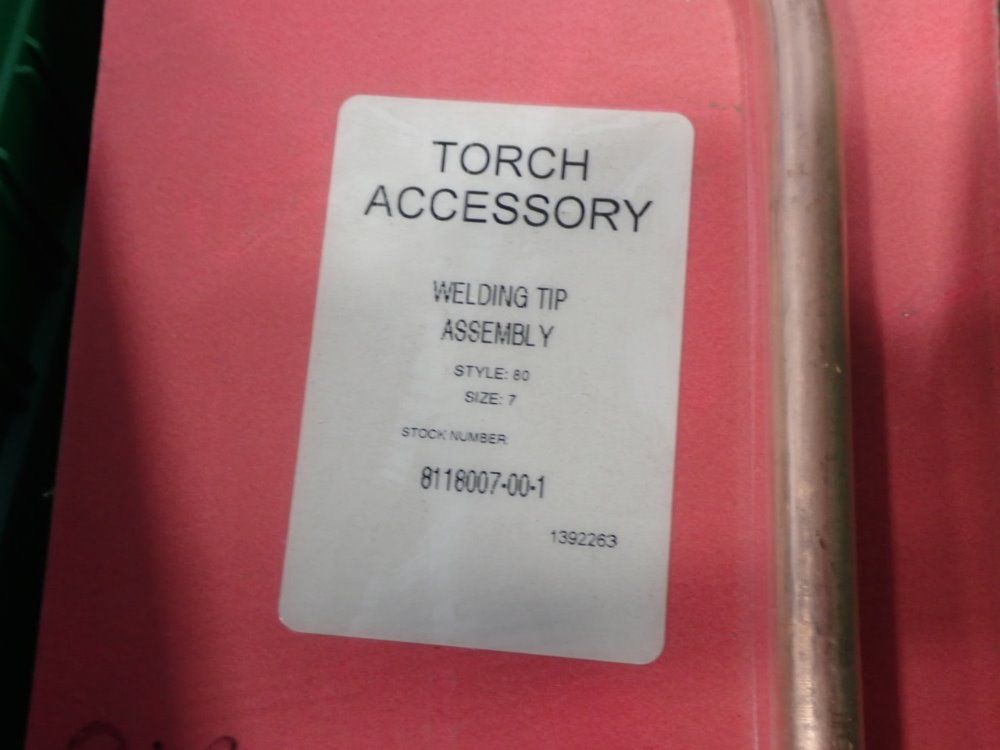 TORCH
ACCESSORY
WELDING TIP
ASSEMBLY
STYLE: 80
SIZE: 7
STOCK NUMBER
8118007-00-1
1392263